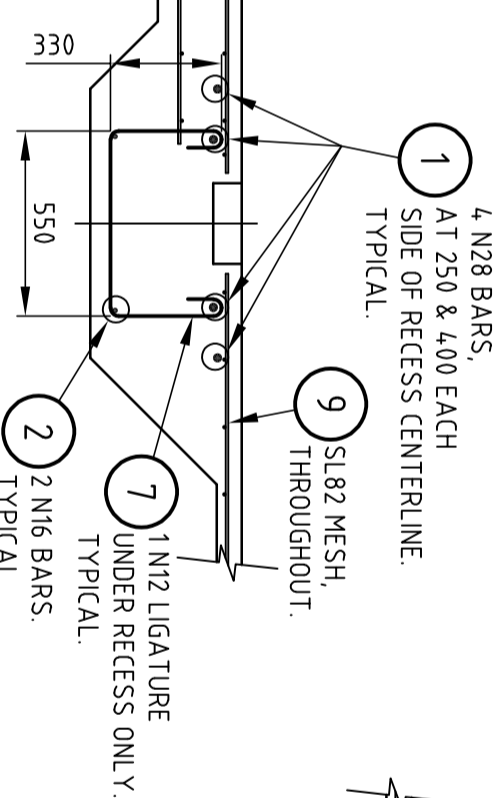 330
550
1
4 N28 BARS,
AT 250 & 400 EACH
SIDE OF RECESS CENTERLINE.
TYPICAL.
9
SL82 MESH,
THROUGHOUT.
7
1 N12 LIGATURE
UNDER RECESS ONLY.
TYPICAL.
2
2 N16 BARS.
TYPICAL